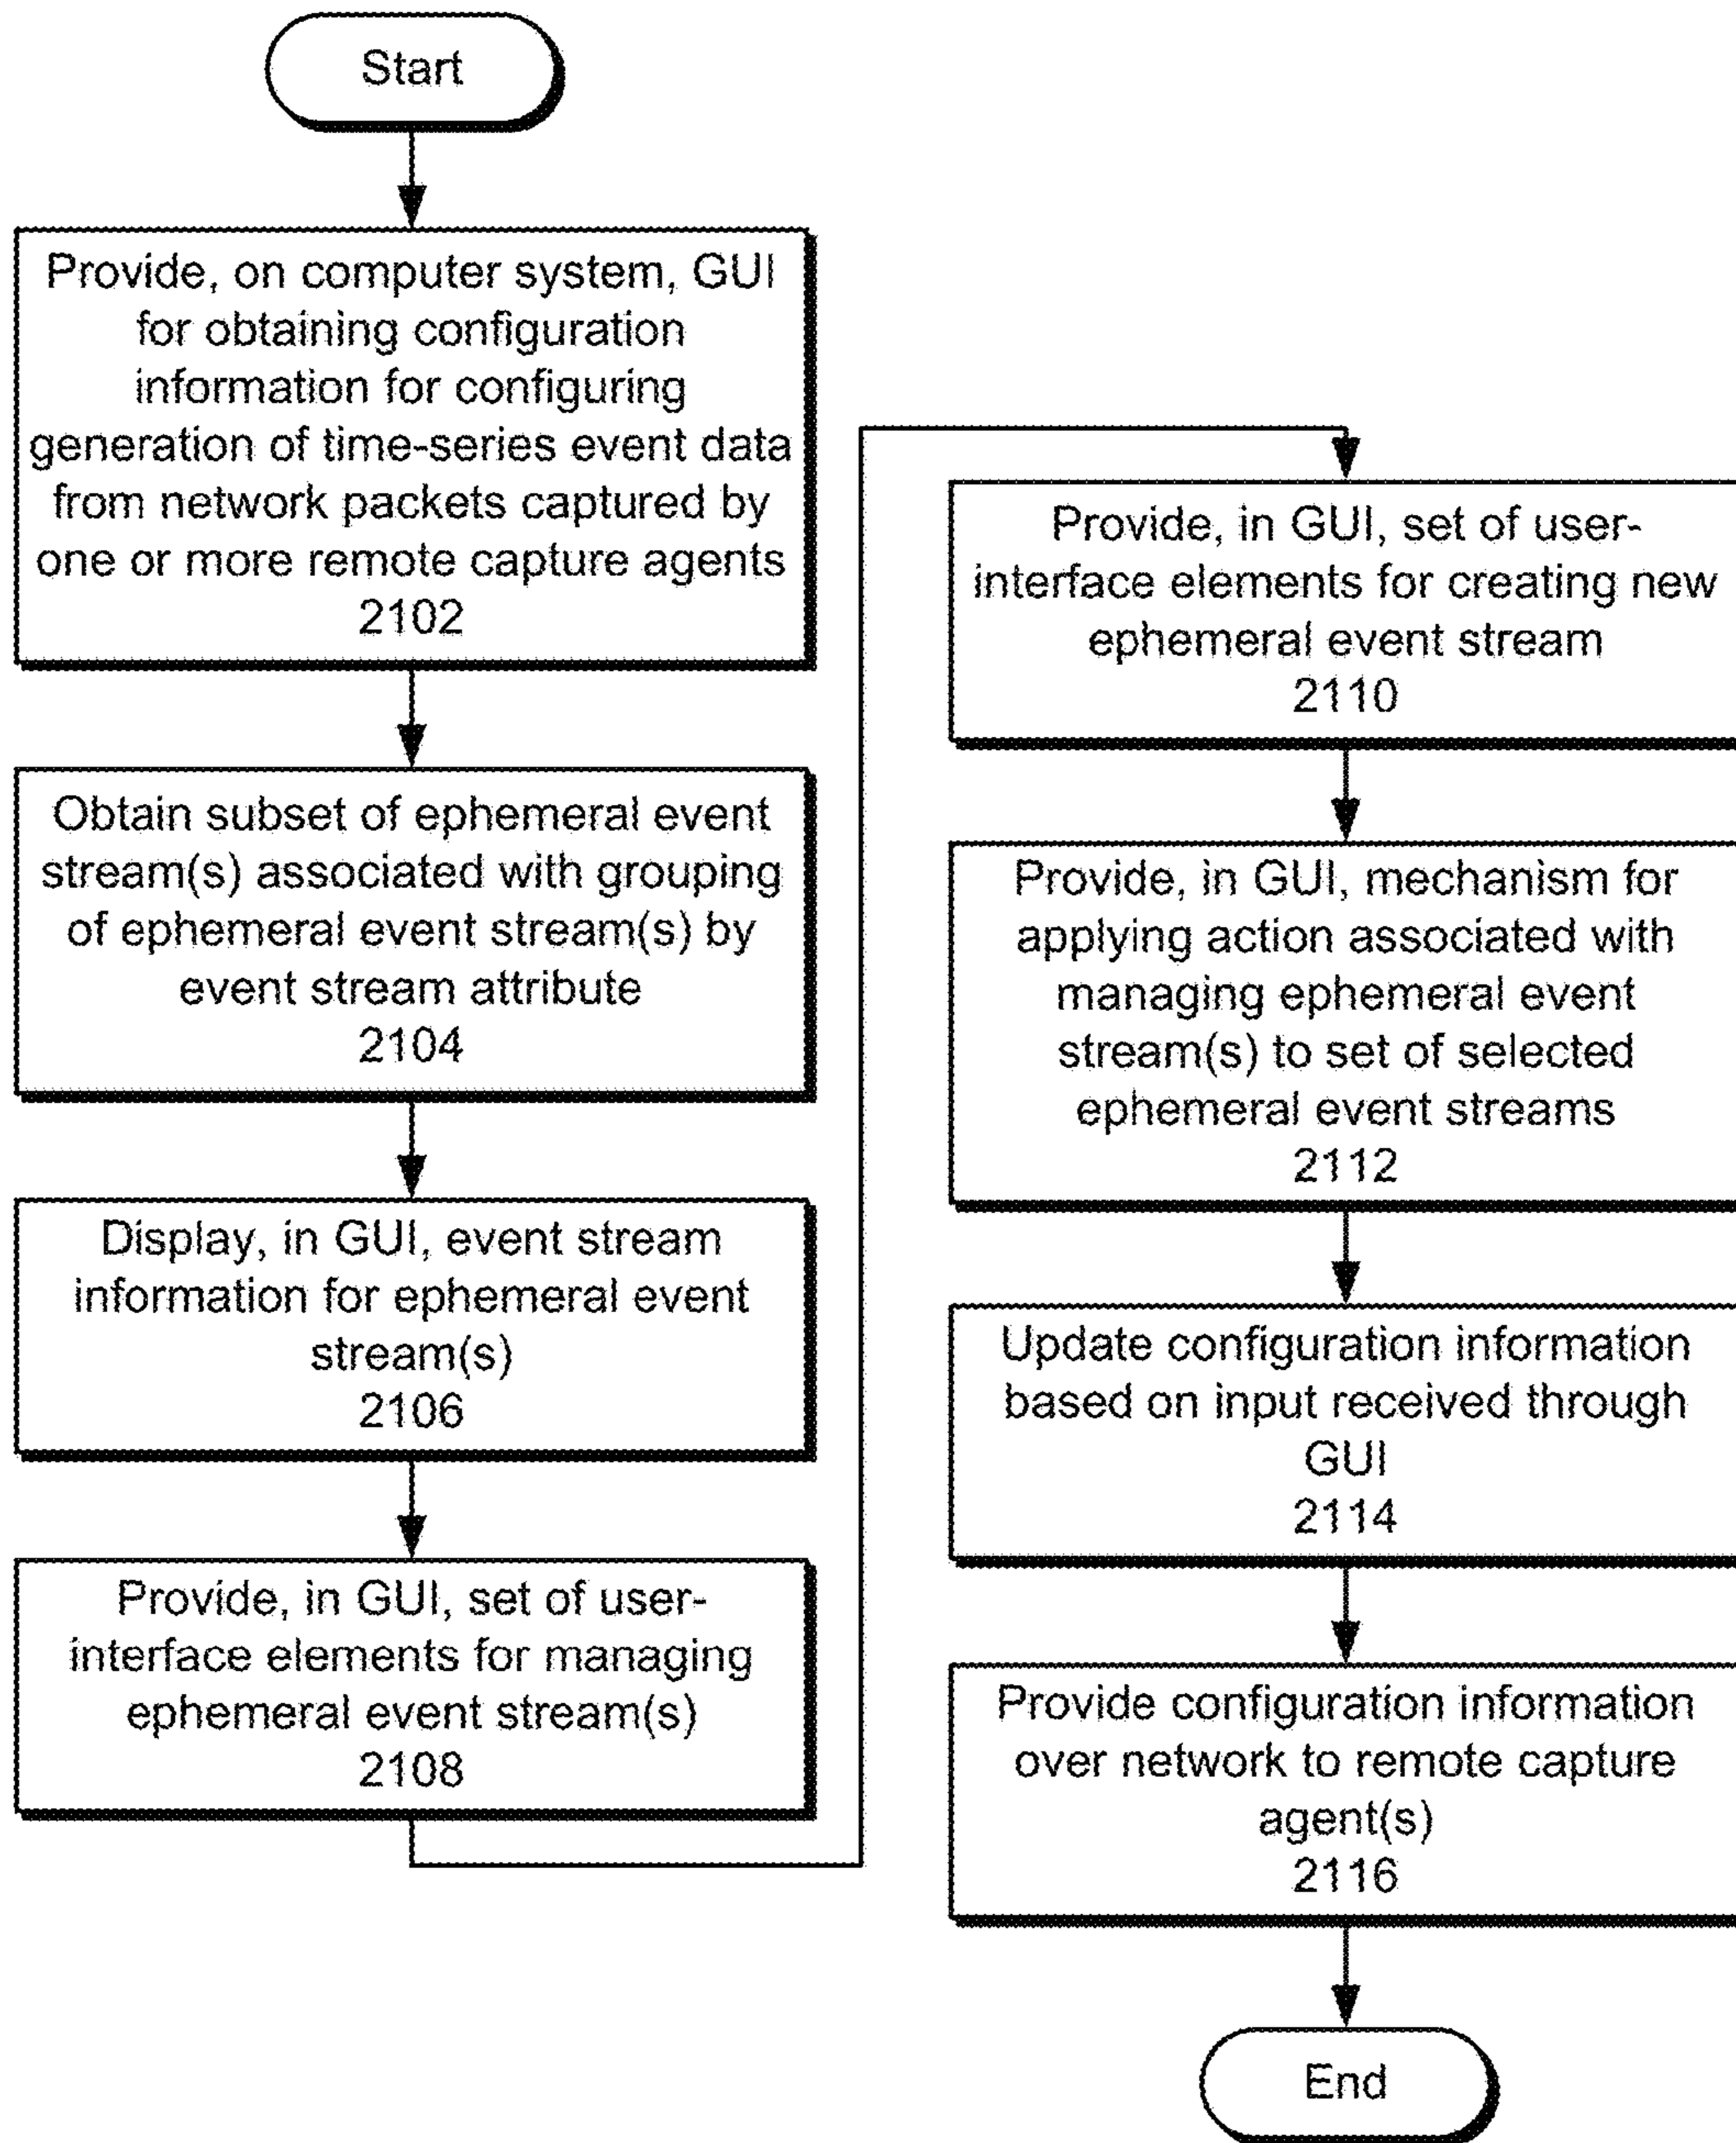 Start
Provide, on computer system, GUI
for obtaining configuration
information for configuring
generation of time-series event data
from network packets captured by
one or more remote capture agents
2102
Obtain subset of ephemeral event
stream(s) associated with grouping
of ephemeral event stream(s) by
event stream attribute
2104
Display, in GUI, event stream
information for ephemeral event
stream(s)
2106
Provide, in GUI, set of user-
interface elements for managing
ephemeral event stream(s)
2108
Provide, in GUI, set of user-
interface elements for creating new
ephemeral event stream
2110
Provide, in GUI, mechanism for
applying action associated with
managing ephemeral event
stream(s) to set of selected
ephemeral event streams
2112
Update configuration information
based on input received through
GUI
2114
Provide configuration information
over network to remote capture
agent(s)
2116
End